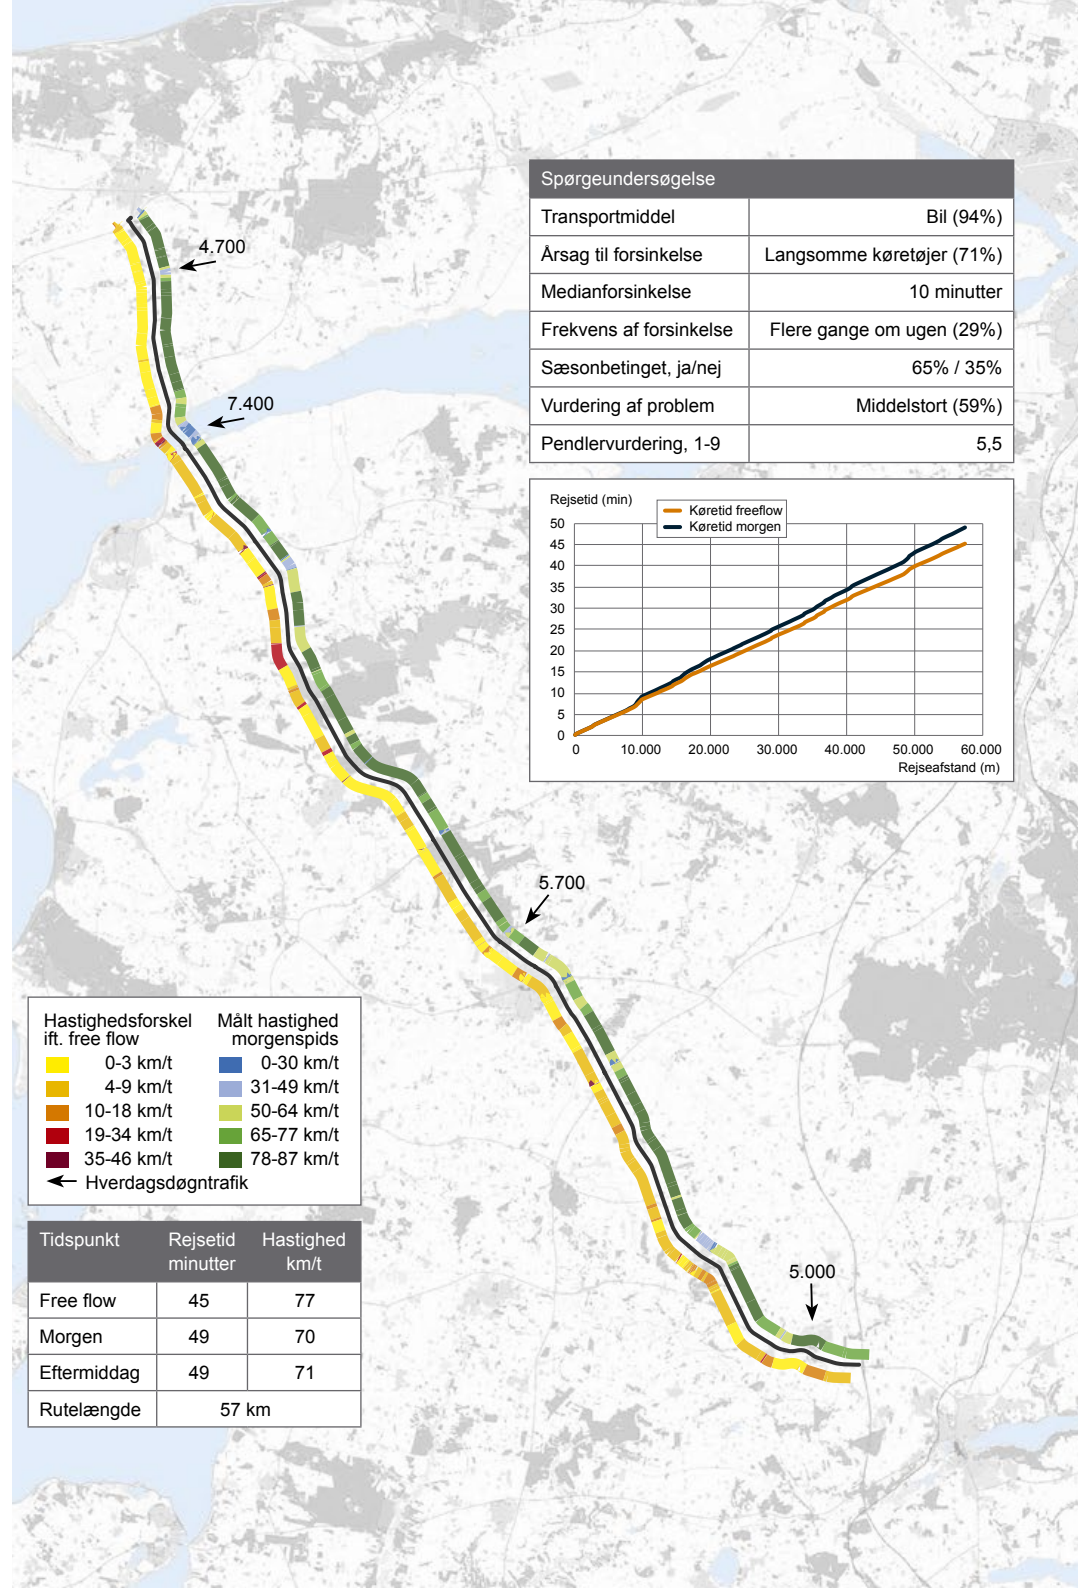 Spørgeundersøgelse
Transportmiddel Bil (94%)
Årsag til forsinkelse Langsomme køretøjer (71%)
Medianforsinkelse 10 minutter
Frekvens af forsinkelse Flere gange om ugen (29%)
Sæsonbetinget, ja/nej 65% / 35%
Vurdering af problem Middelstort (59%)
Pendlervurdering, 1-9 5,5
4.700
7.400
Rejsetid (min)
Køretid freeflow
Køretid morgen
50
45
40
35
30
25
20
15
10
5
0
0 10.000 20.000 30.000 40.000 50.000 60.000
Rejseafstand (m)
5.700
Hastighedsforskel
ift. free flow
0-3 km/t
4-9 km/t
10-18 km/t
19-34 km/t
35-46 km/t
Målt hastighed
morgenspids
0-30 km/t
31-49 km/t
50-64 km/t
65-77 km/t
78-87 km/t
Hverdagsdøgntrafik
Tidspunkt Rejsetid Hastighed
minutter km/t
Free flow 45 77
Morgen 49 70
Eftermiddag 49 71
Rutelængde 57 km
5.000